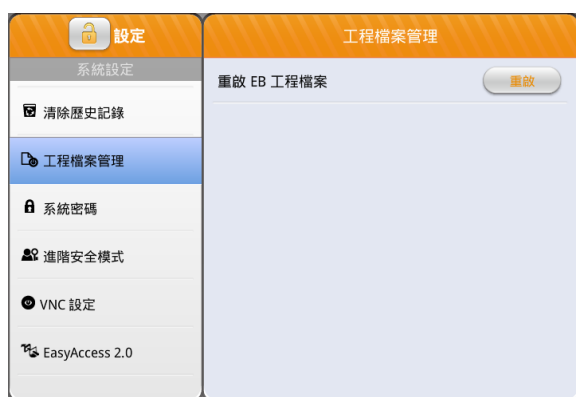 設定
系統設定
清除歷史記錄
工程檔案管理
系統密碼
進階安全模式
VNC 設定
EasyAccess 2.0
工程檔案管理
重啟 EB 工程檔案
重啟